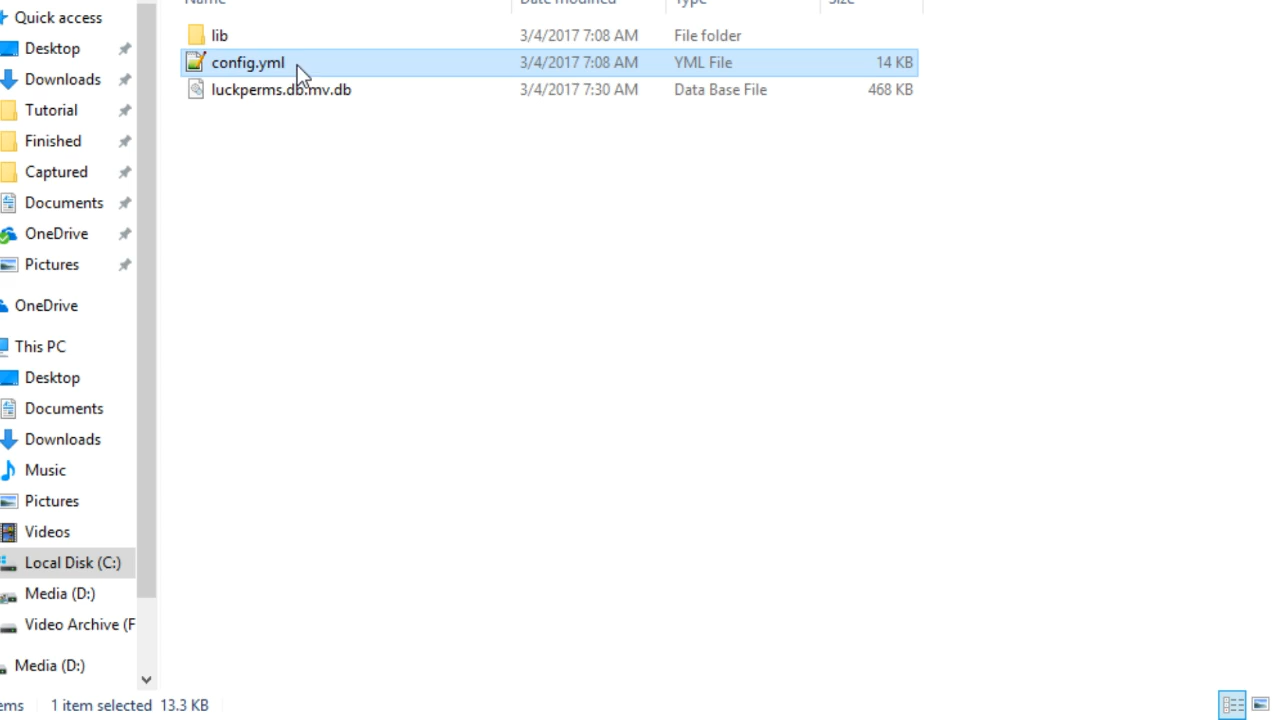 Name Date modified Type Size
Quick access
Desktop
Downloads
Tutorial
Finished
Captured
Documents
OneDrive
Pictures
OneDrive
This PC
Desktop
Documents
Downloads
Music
Pictures
Videos
Local Disk (C:)
Media (D:)
Video Archive (F
Media (D:)
lib 3/4/2017 7:08 AM File folder
config.yml 3/4/2017 7:08 AM YML File 14 KB
luckperms.db.mv.db 3/4/2017 7:30 AM Data Base File 468 KB
ems 1 item selected 13.3 KB